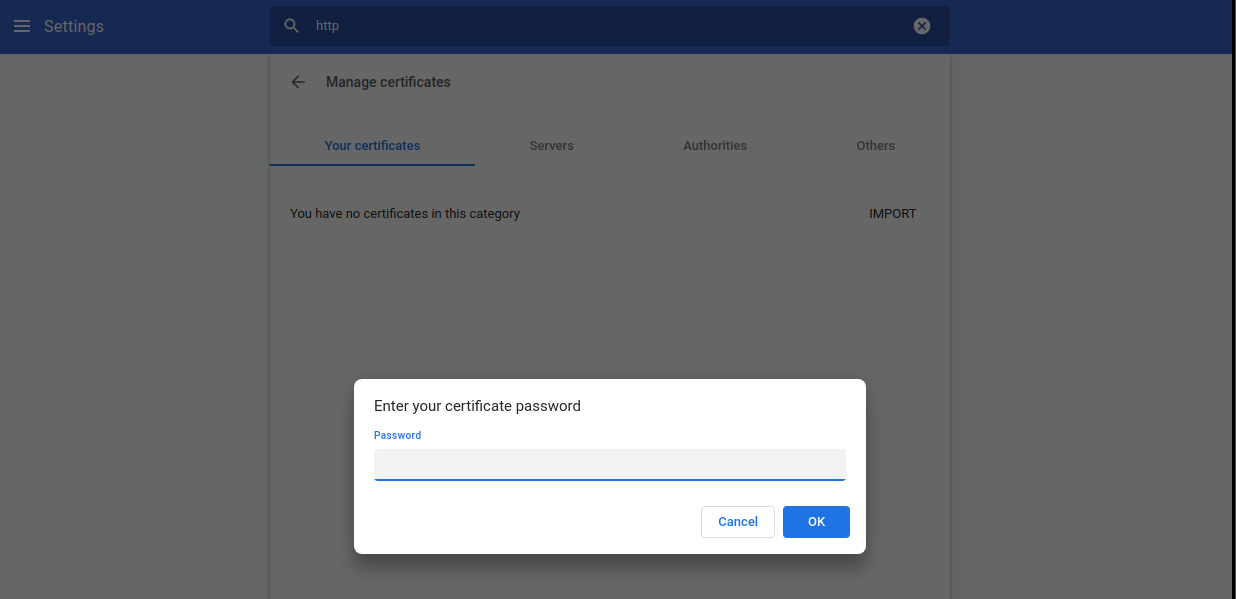 Settings
http
Manage certificates
Your certificates
Servers
Authorities
Others
You have no certificates in this category
IMPORT
Enter your certificate password
Password
Cancel
OK